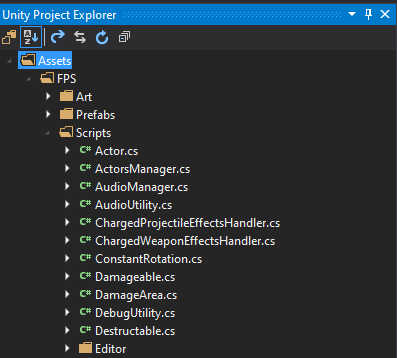 Unity Project Explorer
Assets
FPS
Art
Prefabs
Scripts
C# Actor.cs
C# ActorsManager.cs
C# AudioManager.cs
C# AudioUtility.cs
C# ChargedProjectileEffectsHandler.cs
C# ChargedWeaponEffectsHandler.cs
C# ConstantRotation.cs
C# Damageable.cs
C# DamageArea.cs
C# DebugUtility.cs
C# Destructable.cs
Editor